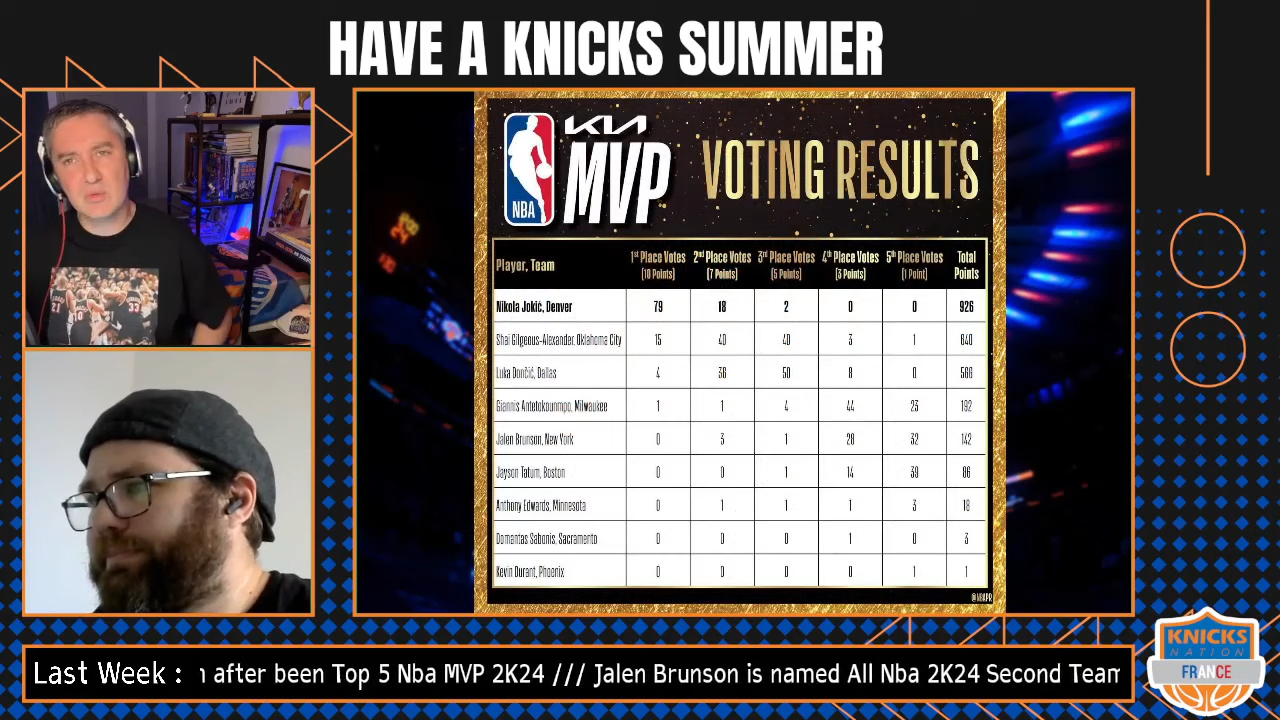 HAVE A KNICKS SUMMER
KIA
MVP
NBA
VOTING RESULTS
Player, Team 1st Place Votes (10 Points) 2nd Place Votes (7 Points) 3rd Place Votes (5 Points) 4th Place Votes (3 Points) 5th Place Votes (1 Point) Total Points
Nikola Jokić, Denver 79 18 2 0 0 926
Shai Gilgeous-Alexander, Oklahoma City 15 40 40 3 1 640
Luka Dončić, Dallas 4 36 50 8 0 566
Giannis Antetokounmpo, Milwaukee 1 1 4 44 23 192
Jalen Brunson, New York 0 3 1 28 32 142
Jayson Tatum, Boston 0 0 1 14 39 86
Anthony Edwards, Minnesota 0 1 1 1 3 18
Domantas Sabonis, Sacramento 0 0 0 1 0 3
Kevin Durant, Phoenix 0 0 0 0 1 1
@NBAPR
21
33
Last Week : after been Top 5 Nba MVP 2K24 /// Jalen Brunson is named All Nba 2K24 Second Team
KNICKS
NATION
FRANCE